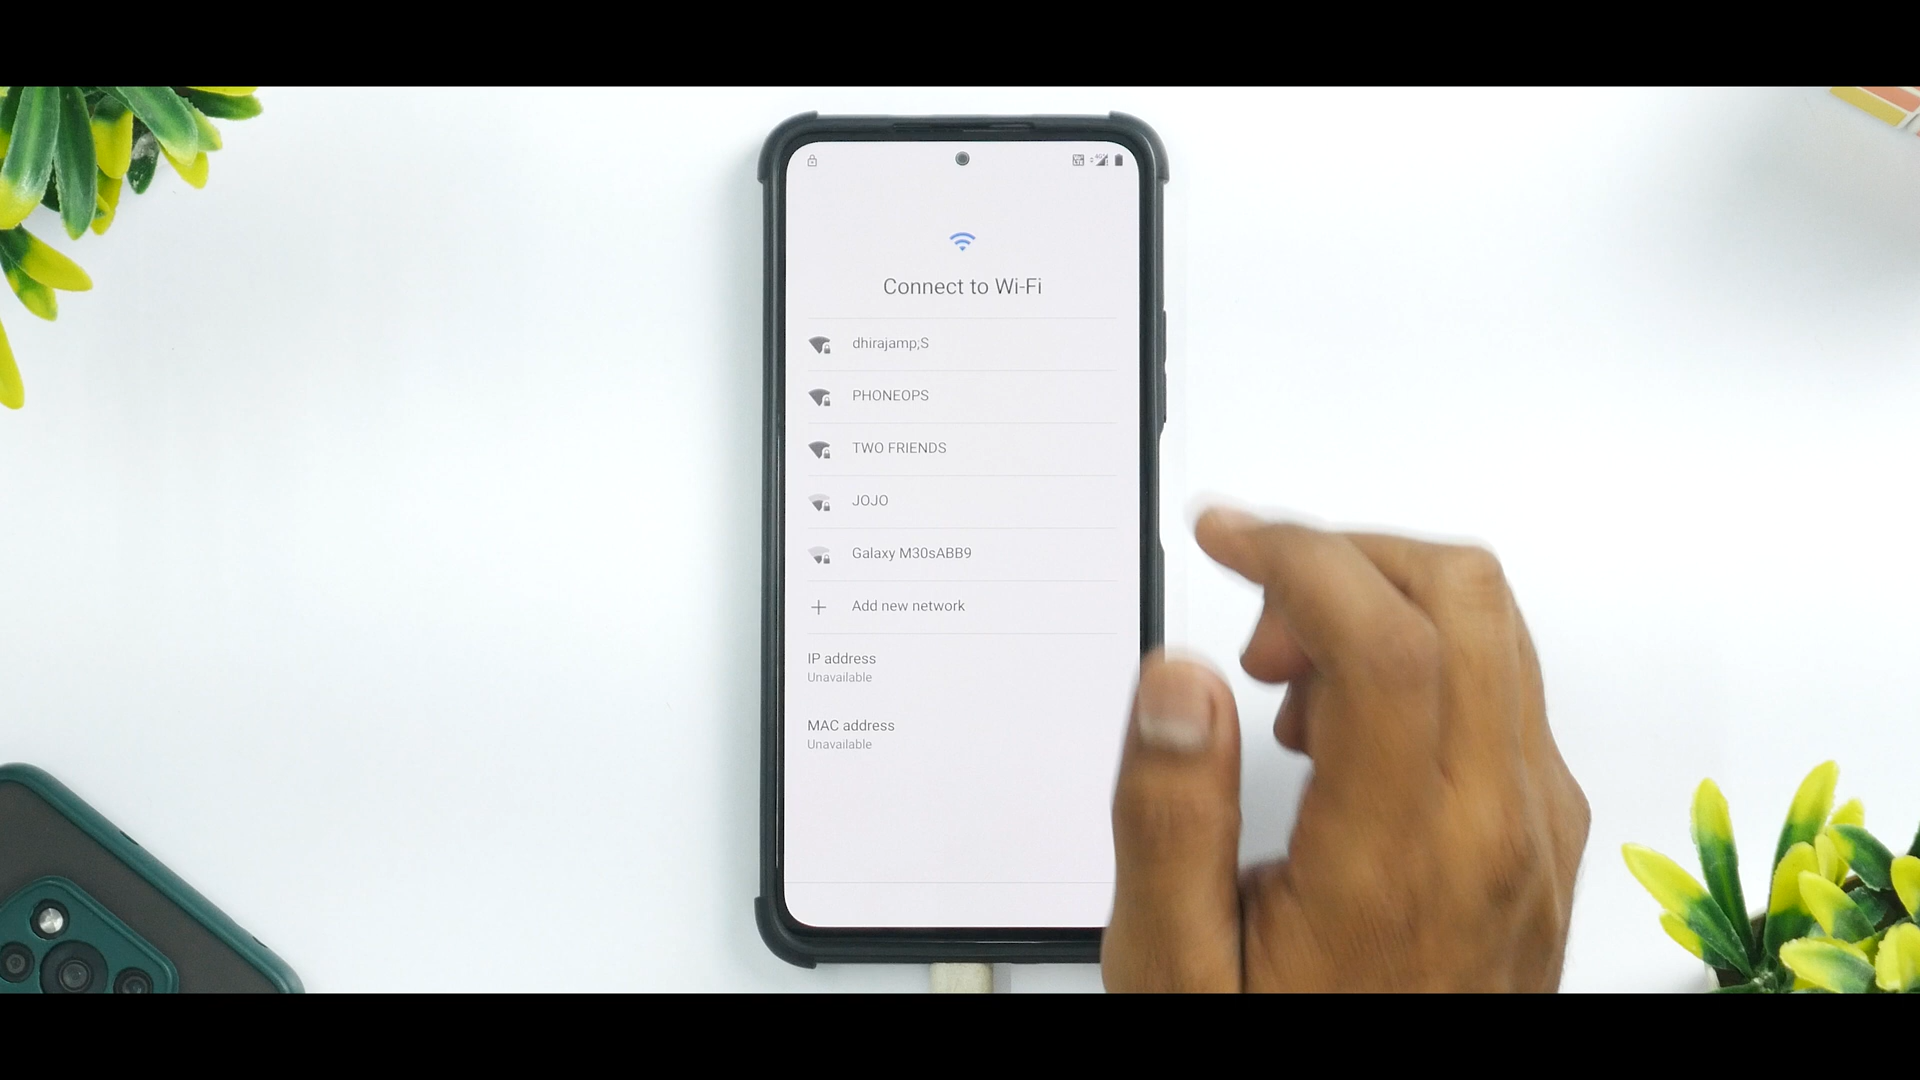 Connect to Wi-Fi
dhirajamp;S
PHONEOPS
TWO FRIENDS
JOJO
Galaxy M30sABB9
Add new network
IP address
Unavailable
MAC address
Unavailable